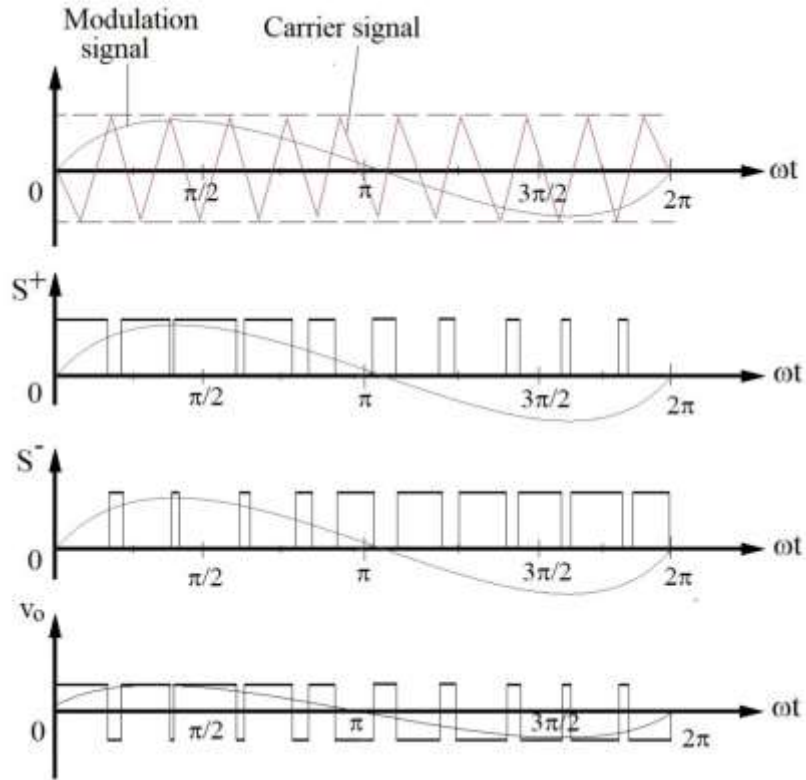 Modulation
signal
Carrier signal
0 π/2 π 3π/2 2π ωt
S⁺
0 π/2 π 3π/2 2π ωt
S⁻
0 π/2 π 3π/2 2π ωt
vₒ
0 π/2 π 3π/2 2π ωt